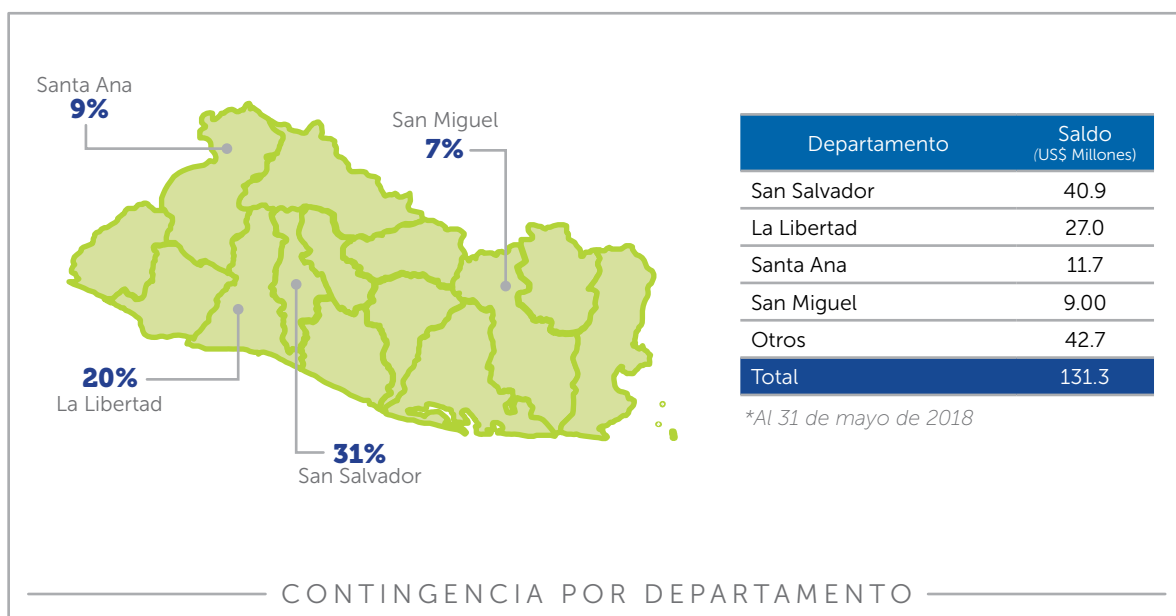 Santa Ana
9%
San Miguel
7%
20%
La Libertad
31%
San Salvador
Departamento Saldo
(US$ Millones)
San Salvador 40.9
La Libertad 27.0
Santa Ana 11.7
San Miguel 9.00
Otros 42.7
Total 131.3
*Al 31 de mayo de 2018
CONTINGENCIA POR DEPARTAMENTO